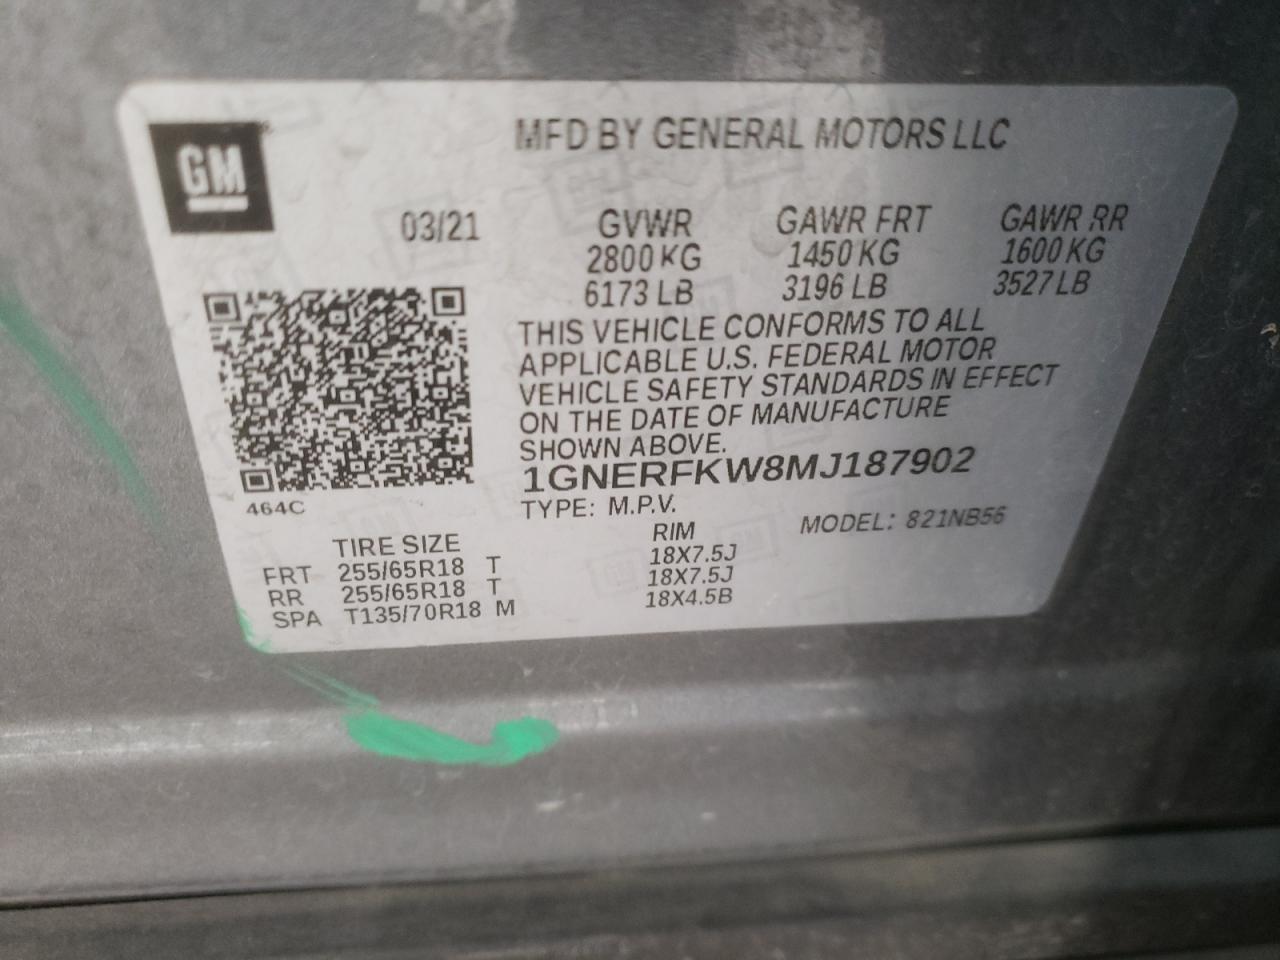 GM
MFD BY GENERAL MOTORS LLC
03/21 GVWR GAWR FRT GAWR RR
2800 KG 1450 KG 1600 KG
6173 LB 3196 LB 3527 LB
THIS VEHICLE CONFORMS TO ALL
APPLICABLE U.S. FEDERAL MOTOR
VEHICLE SAFETY STANDARDS IN EFFECT
ON THE DATE OF MANUFACTURE
SHOWN ABOVE.
1GNERFKW8MJ187902
464C
TYPE: M.P.V. MODEL: 821NB56
TIRE SIZE RIM
FRT 255/65R18 T 18X7.5J
RR 255/65R18 T 18X7.5J
SPA T135/70R18 M 18X4.5B